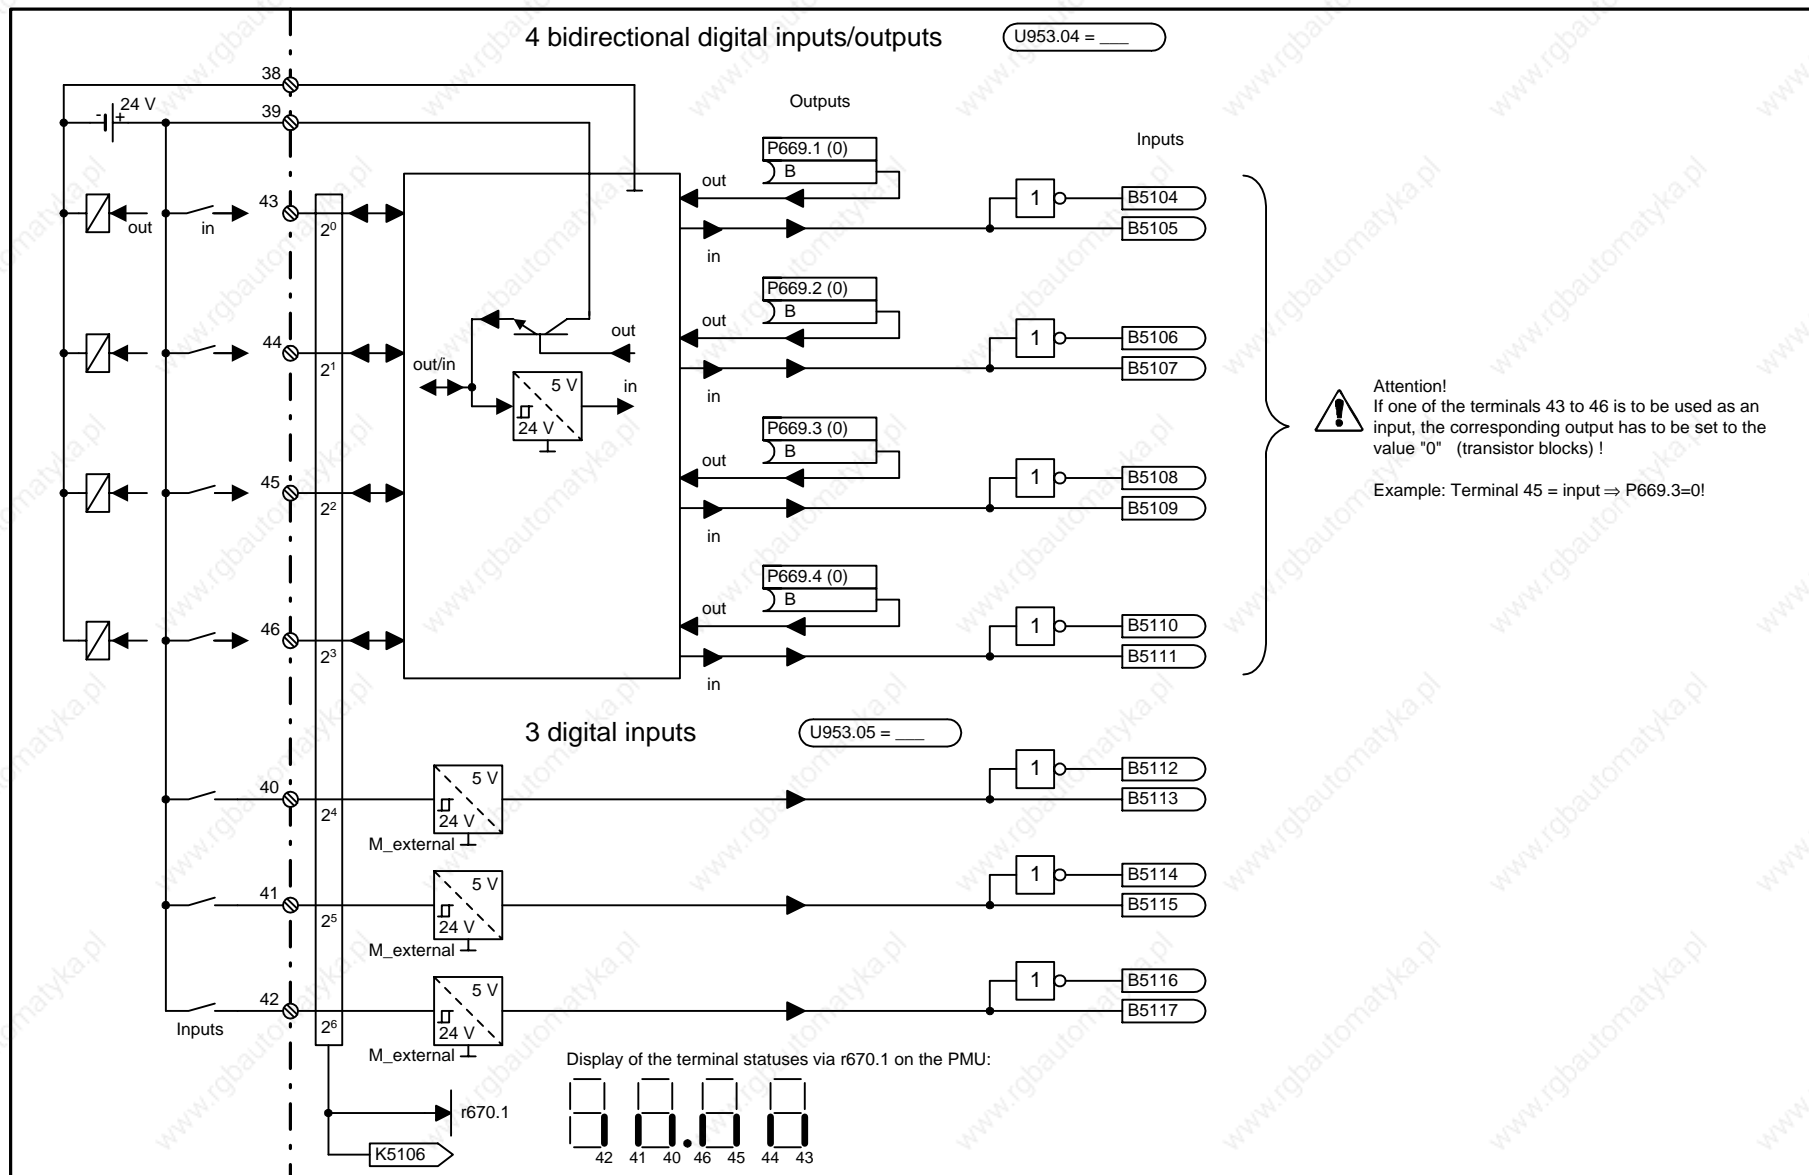 4 bidirectional digital inputs/outputs
U953.04 = ___
38
24 V
- +
39
Outputs
Inputs
P669.1 (0)
B
out
in
43
2⁰
out
in
1
B5104
B5105
P669.2 (0)
B
44
2¹
out
in
1
B5106
B5107
out/in
out
5 V
24 V
in
P669.3 (0)
B
45
2²
out
in
1
B5108
B5109
P669.4 (0)
B
46
2³
out
in
1
B5110
B5111
Attention!
If one of the terminals 43 to 46 is to be used as an
input, the corresponding output has to be set to the
value "0" (transistor blocks) !
Example: Terminal 45 = input ⇒ P669.3=0!
3 digital inputs
U953.05 = ___
40
2⁴
5 V
24 V
M_external
1
B5112
B5113
41
2⁵
5 V
24 V
M_external
1
B5114
B5115
42
Inputs
2⁶
5 V
24 V
M_external
1
B5116
B5117
Display of the terminal statuses via r670.1 on the PMU:
r670.1
K5106
42 41 40 46 45 44 43
www.rgbautomatyka.pl